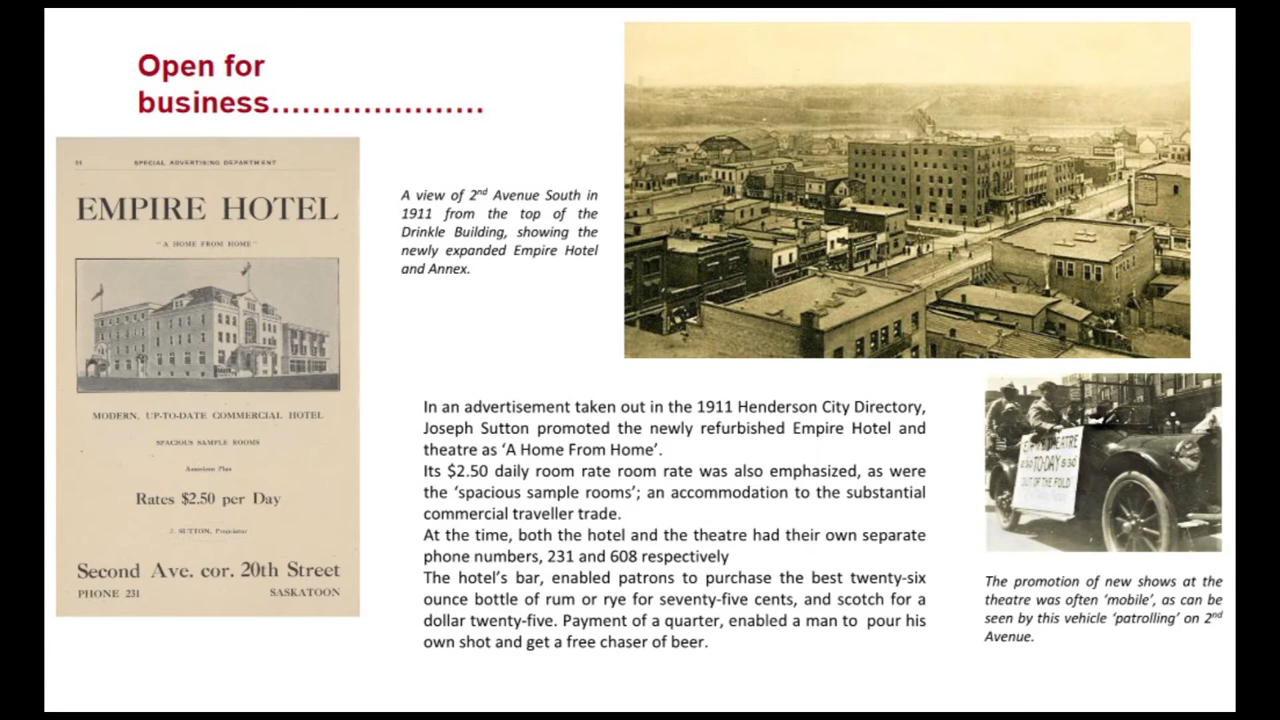 Open for
business.....................
54 SPECIAL ADVERTISING DEPARTMENT
EMPIRE HOTEL
"A HOME FROM HOME"
MODERN, UP-TO-DATE COMMERCIAL HOTEL
SPACIOUS SAMPLE ROOMS
American Plan
Rates $2.50 per Day
J. SUTTON, Proprietor
Second Ave. cor. 20th Street
PHONE 231 SASKATOON
A view of 2nd Avenue South in
1911 from the top of the
Drinkle Building, showing the
newly expanded Empire Hotel
and Annex.
In an advertisement taken out in the 1911 Henderson City Directory,
Joseph Sutton promoted the newly refurbished Empire Hotel and
theatre as ‘A Home From Home’.
Its $2.50 daily room rate room rate was also emphasized, as were
the ‘spacious sample rooms’; an accommodation to the substantial
commercial traveller trade.
At the time, both the hotel and the theatre had their own separate
phone numbers, 231 and 608 respectively
The hotel’s bar, enabled patrons to purchase the best twenty-six
ounce bottle of rum or rye for seventy-five cents, and scotch for a
dollar twenty-five. Payment of a quarter, enabled a man to pour his
own shot and get a free chaser of beer.
THEATRE
TO-DAY
OUT OF THE FOLD
The promotion of new shows at the
theatre was often ‘mobile’, as can be
seen by this vehicle ‘patrolling’ on 2nd
Avenue.